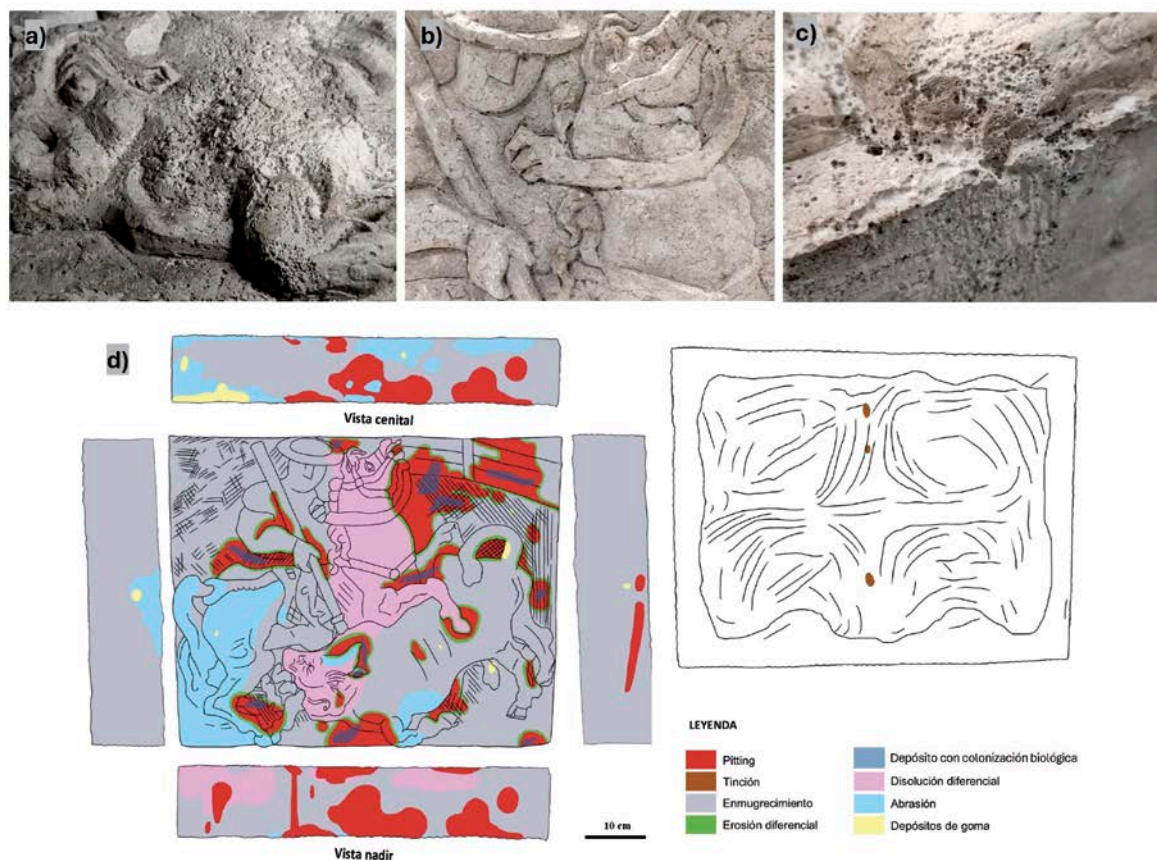 a)
b)
c)
d)
Vista cenital
Vista nadir
10 cm
LEYENDA
Pitting
Tinción
Enmugrecimiento
Erosión diferencial
Depósito con colonización biológica
Disolución diferencial
Abrasión
Depósitos de goma